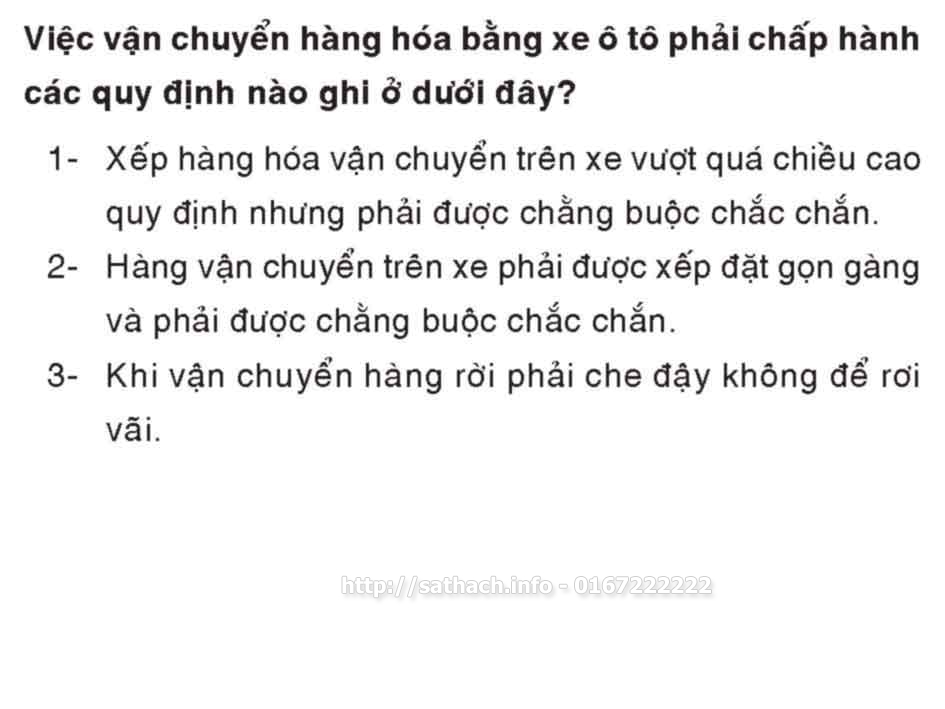 Việc vận chuyển hàng hóa bằng xe ô tô phải chấp hành
các quy định nào ghi ở dưới đây?
1- Xếp hàng hóa vận chuyển trên xe vượt quá chiều cao
quy định nhưng phải được chằng buộc chắc chắn.
2- Hàng vận chuyển trên xe phải được xếp đặt gọn gàng
và phải được chằng buộc chắc chắn.
3- Khi vận chuyển hàng rời phải che đậy không để rơi
vãi.
http://sathach.info - 0167222222